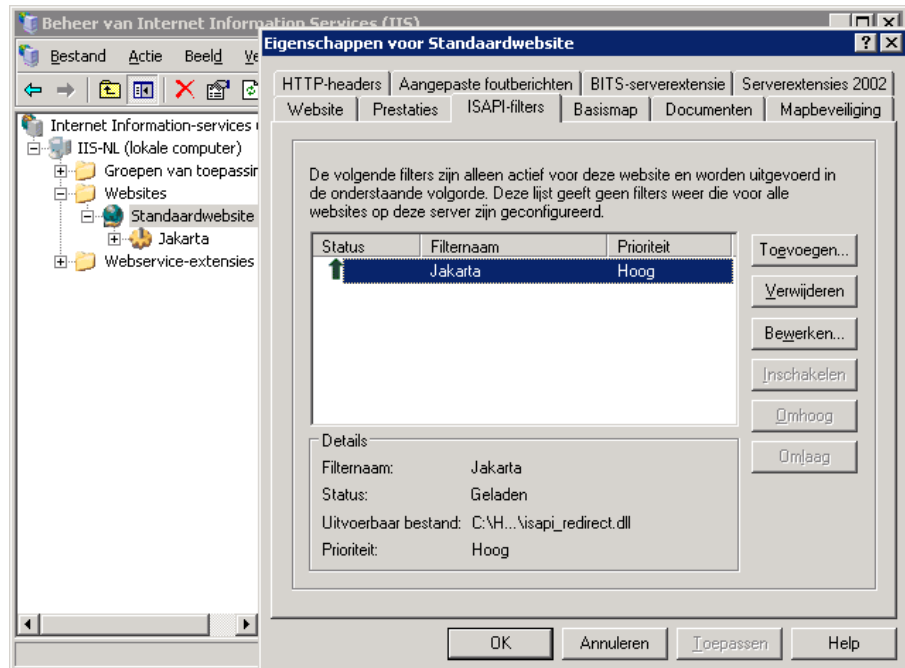 Beheer van Internet Information Services (IIS)
Bestand Actie Beeld Ve
Internet Information-services
IIS-NL (lokale computer)
Groepen van toepassir
Websites
Standaardwebsite
Jakarta
Webservice-extensies
Eigenschappen voor Standaardwebsite
HTTP-headers Aangepaste foutberichten BITS-serverextensie Serverextensies 2002
Website Prestaties ISAPI-filters Basismap Documenten Mapbeveiliging
De volgende filters zijn alleen actief voor deze website en worden uitgevoerd in
de onderstaande volgorde. Deze lijst geeft geen filters weer die voor alle
websites op deze server zijn geconfigureerd.
Status Filternaam Prioriteit
Jakarta Hoog
Toevoegen...
Verwijderen
Bewerken...
Inschakelen
Omhoog
Omlaag
Details
Filternaam: Jakarta
Status: Geladen
Uitvoerbaar bestand: C:\H...\isapi_redirect.dll
Prioriteit: Hoog
OK Annuleren Toepassen Help